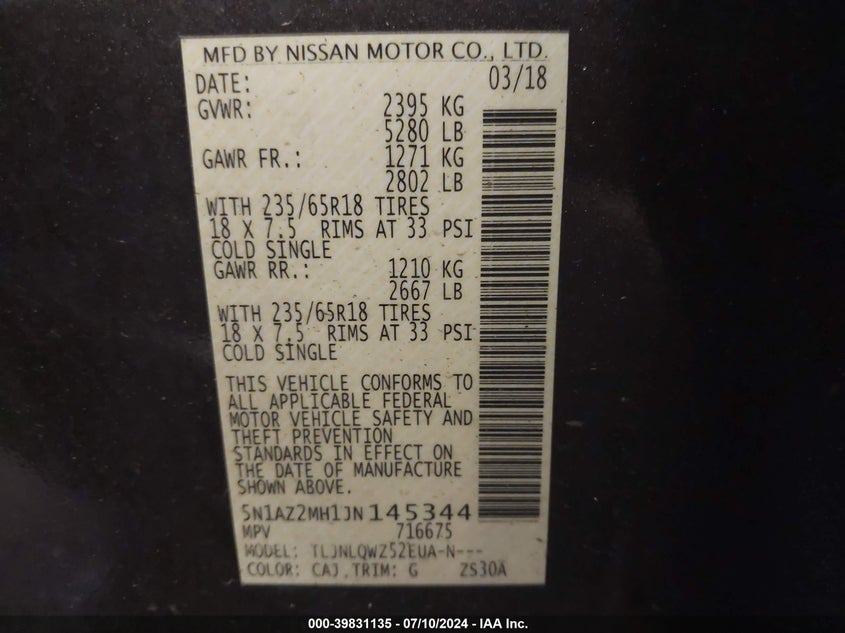 MFD BY NISSAN MOTOR CO., LTD.
DATE: 03/18
GVWR: 2395 KG
5280 LB
GAWR FR.: 1271 KG
2802 LB
WITH 235/65R18 TIRES
18 X 7.5 RIMS AT 33 PSI
COLD SINGLE
GAWR RR.: 1210 KG
2667 LB
WITH 235/65R18 TIRES
18 X 7.5 RIMS AT 33 PSI
COLD SINGLE
THIS VEHICLE CONFORMS TO
ALL APPLICABLE FEDERAL
MOTOR VEHICLE SAFETY AND
THEFT PREVENTION
STANDARDS IN EFFECT ON
THE DATE OF MANUFACTURE
SHOWN ABOVE.
5N1AZ2MH1JN145344
MPV 716675
MODEL: TLJNLQWZ52EUA-N---
COLOR: CAJ,TRIM: G ZS30A
000-39831135 - 07/10/2024 - IAA Inc.